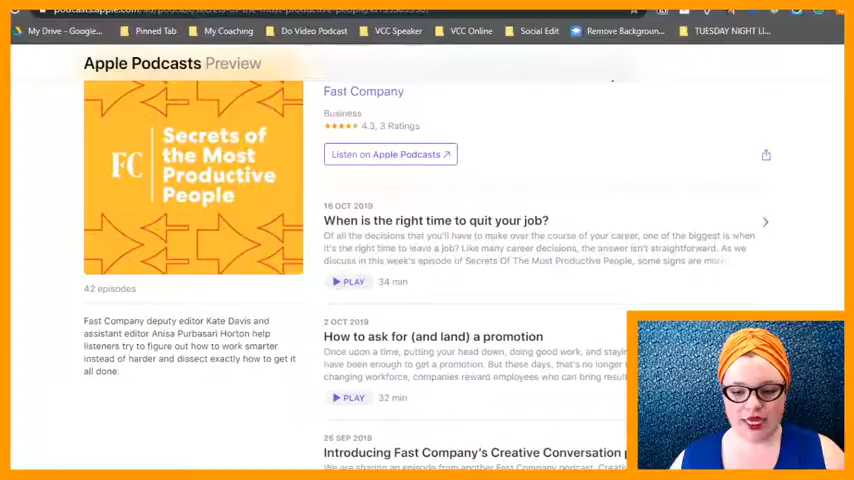 My Drive - Google...
Pinned Tab
My Coaching
Do Video Podcast
VCC Speaker
VCC Online
Social Edit
Remove Backgroun...
TUESDAY NIGHT LI...
Apple Podcasts Preview
Fast Company
Business
4.3, 3 Ratings
Listen on Apple Podcasts ↗
FC
Secrets of
the Most
Productive
People
42 episodes
Fast Company deputy editor Kate Davis and
assistant editor Anisa Purbasari Horton help
listeners try to figure out how to work smarter
instead of harder and dissect exactly how to get it
all done.
16 OCT 2019
When is the right time to quit your job?
Of all the decisions that you'll have to make over the course of your career, one of the biggest is when
it's the right time to leave a job? Like many career decisions, the answer isn't straightforward. As we
discuss in this week's episode of Secrets Of The Most Productive People, some signs are more
PLAY 34 min
2 OCT 2019
How to ask for (and land) a promotion
Once upon a time, putting your head down, doing good work, and
have been enough to get a promotion. But these days, that's no longer
changing workforce, companies reward employees who can bring
PLAY 32 min
25 SEP 2019
Introducing Fast Company's Creative Conversation
We are sharing an episode from another Fast Company podcast,